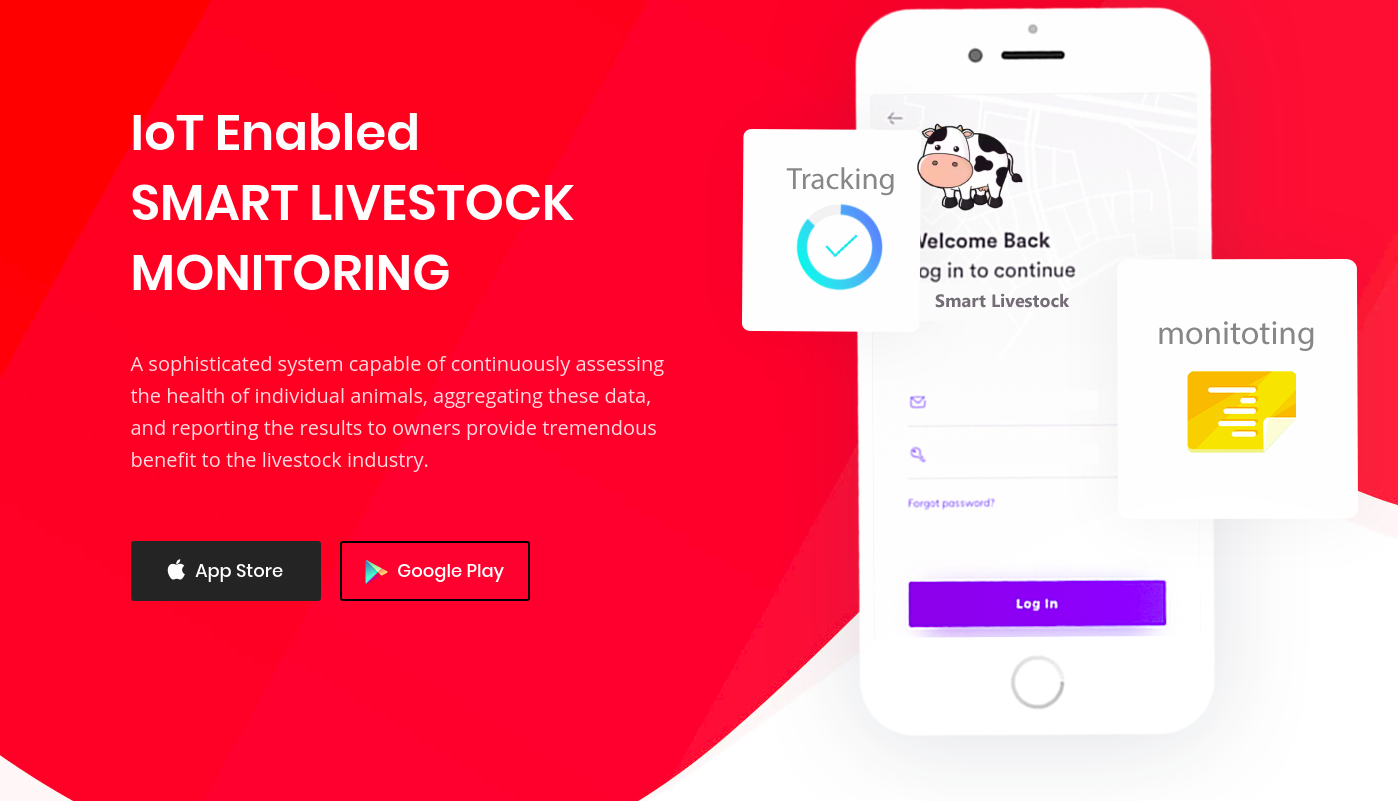 IoT Enabled
SMART LIVESTOCK
MONITORING
A sophisticated system capable of continuously assessing
the health of individual animals, aggregating these data,
and reporting the results to owners provide tremendous
benefit to the livestock industry.
App Store
Google Play
Tracking
Welcome Back
og in to continue
Smart Livestock
monitoting
Forgot password?
Log In